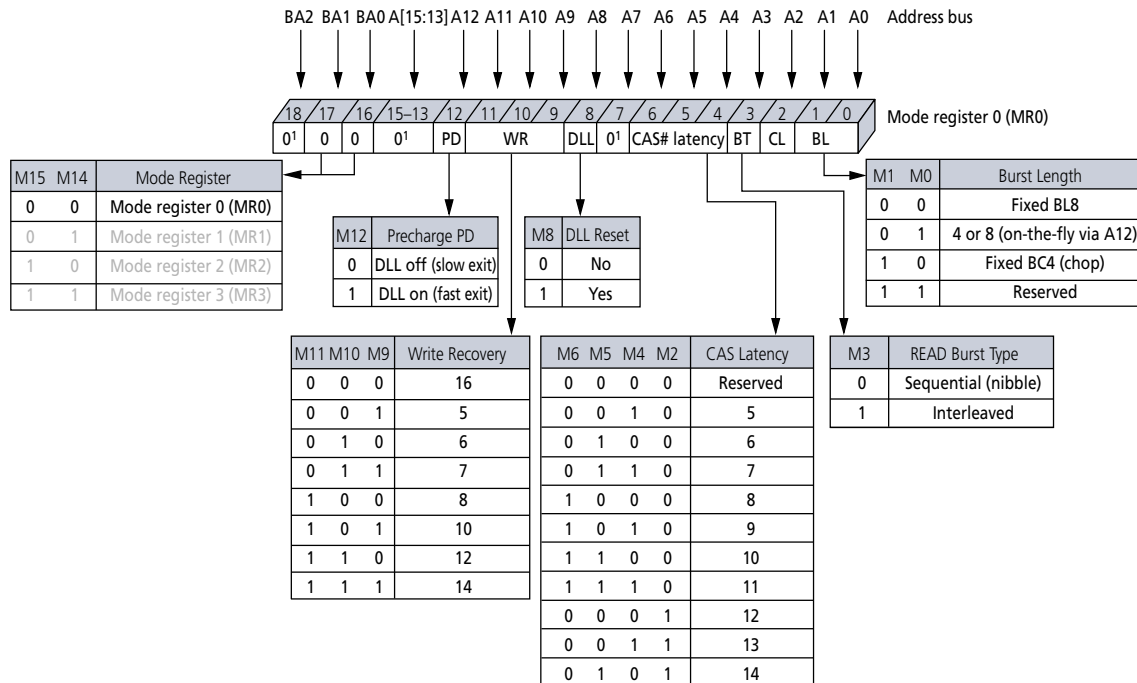 BA2 BA1 BA0 A[15:13] A12 A11 A10 A9 A8 A7 A6 A5 A4 A3 A2 A1 A0 Address bus
18 17 16 15–13 12 11 10 9 8 7 6 5 4 3 2 1 0 Mode register 0 (MR0)
0¹ 0 0 0¹ PD WR DLL 0¹ CAS# latency BT CL BL
M15 M14 Mode Register
0 0 Mode register 0 (MR0)
0 1 Mode register 1 (MR1)
1 0 Mode register 2 (MR2)
1 1 Mode register 3 (MR3)
M12 Precharge PD
0 DLL off (slow exit)
1 DLL on (fast exit)
M8 DLL Reset
0 No
1 Yes
M1 M0 Burst Length
0 0 Fixed BL8
0 1 4 or 8 (on-the-fly via A12)
1 0 Fixed BC4 (chop)
1 1 Reserved
M11 M10 M9 Write Recovery
0 0 0 16
0 0 1 5
0 1 0 6
0 1 1 7
1 0 0 8
1 0 1 10
1 1 0 12
1 1 1 14
M6 M5 M4 M2 CAS Latency
0 0 0 0 Reserved
0 0 1 0 5
0 1 0 0 6
0 1 1 0 7
1 0 0 0 8
1 0 1 0 9
1 1 0 0 10
1 1 1 0 11
0 0 0 1 12
0 0 1 1 13
0 1 0 1 14
M3 READ Burst Type
0 Sequential (nibble)
1 Interleaved